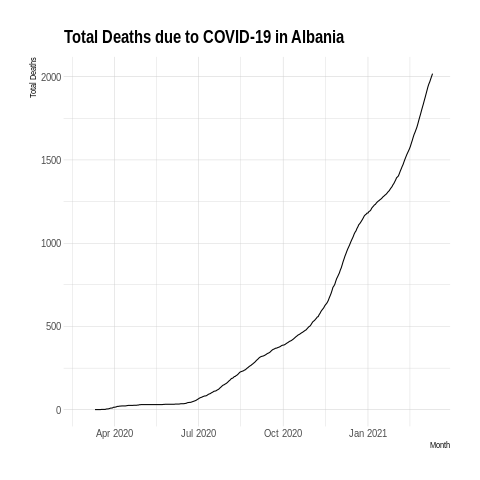 Total Deaths due to COVID-19 in Albania
Total Deaths
2000
1500
1000
500
0
Apr 2020
Jul 2020
Oct 2020
Jan 2021
Month